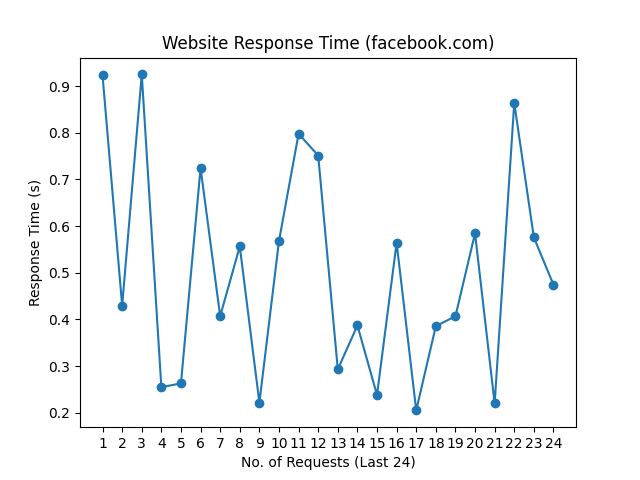 Website Response Time (facebook.com)
Response Time (s)
0.9
0.8
0.7
0.6
0.5
0.4
0.3
0.2
1 2 3 4 5 6 7 8 9 10 11 12 13 14 15 16 17 18 19 20 21 22 23 24
No. of Requests (Last 24)